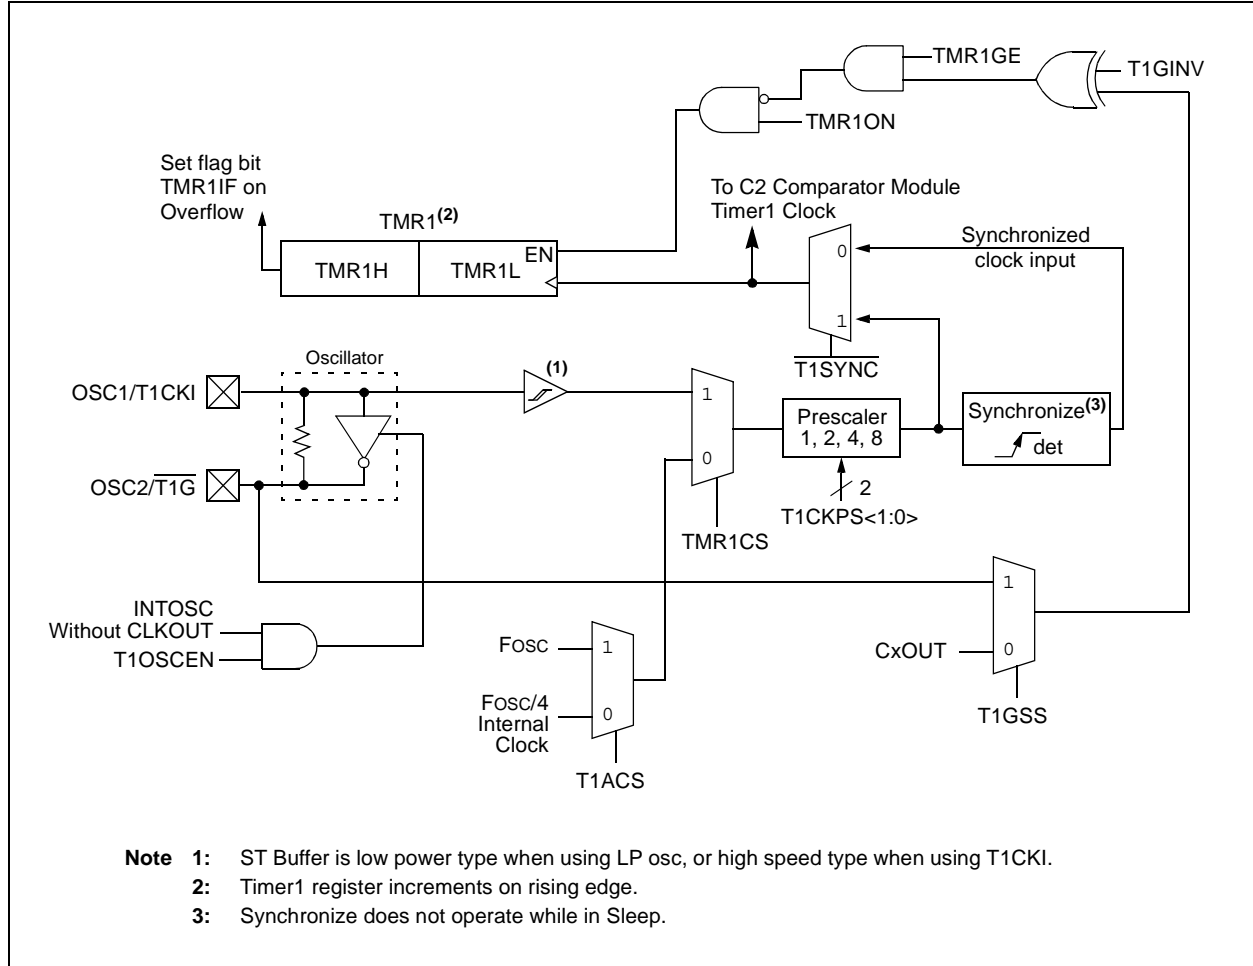 TMR1GE
T1GINV
TMR1ON
Set flag bit
TMR1IF on
Overflow
To C2 Comparator Module
Timer1 Clock
TMR1(2)
EN
TMR1H
TMR1L
0
Synchronized
clock input
1
T1SYNC
Oscillator
(1)
OSC1/T1CKI
1
0
Prescaler
1, 2, 4, 8
Synchronize(3)
det
OSC2/T1G
2
T1CKPS<1:0>
TMR1CS
INTOSC
Without CLKOUT
T1OSCEN
1
0
CxOUT
T1GSS
FOSC
1
FOSC/4
Internal
Clock
0
T1ACS
Note 1: ST Buffer is low power type when using LP osc, or high speed type when using T1CKI.
2: Timer1 register increments on rising edge.
3: Synchronize does not operate while in Sleep.